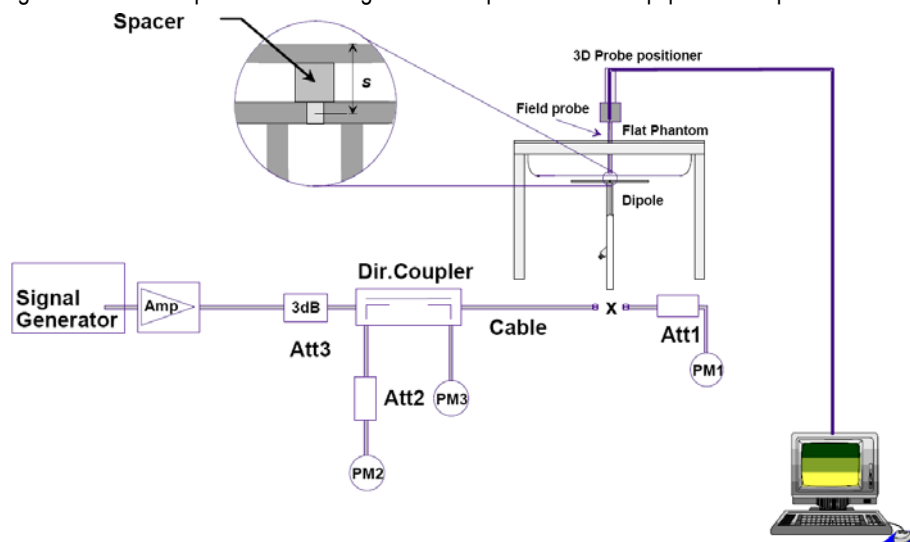 Spacer
s
3D Probe positioner
Field probe
Flat Phantom
Dipole
Dir.Coupler
Signal
Generator
Amp
3dB
Att3
Cable
X
Att1
PM1
Att2
PM3
PM2